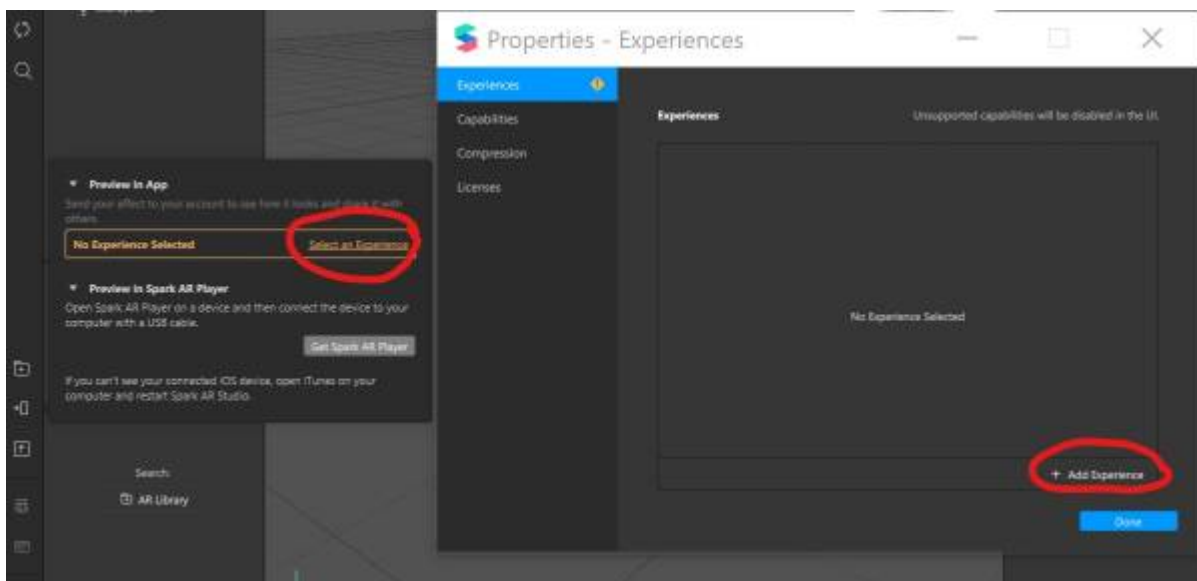 Properties - Experiences
Experiences
Capabilities
Compression
Licenses
Experiences
Unsupported capabilities will be disabled in the UI.
No Experience Selected
+ Add Experience
Done
Preview in App
Send your effect to your account to see how it looks and share it with
others.
No Experience Selected
Select an Experience
Preview in Spark AR Player
Open Spark AR Player on a device and then connect the device to your
computer with a USB cable.
Get Spark AR Player
If you can't see your connected iOS device, open iTunes on your
computer and restart Spark AR Studio.
Search:
AR Library